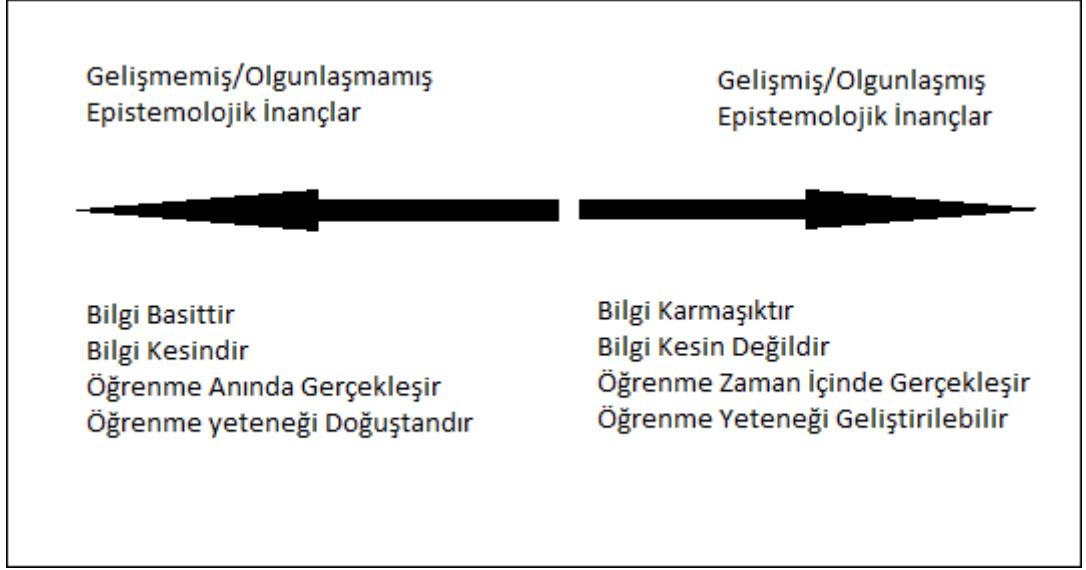 Gelişmemiş/Olgunlaşmamış
Epistemolojik İnançlar
Gelişmiş/Olgunlaşmış
Epistemolojik İnançlar
Bilgi Basittir
Bilgi Kesindir
Öğrenme Anında Gerçekleşir
Öğrenme yeteneği Doğuştandır
Bilgi Karmaşıktır
Bilgi Kesin Değildir
Öğrenme Zaman İçinde Gerçekleşir
Öğrenme Yeteneği Geliştirilebilir